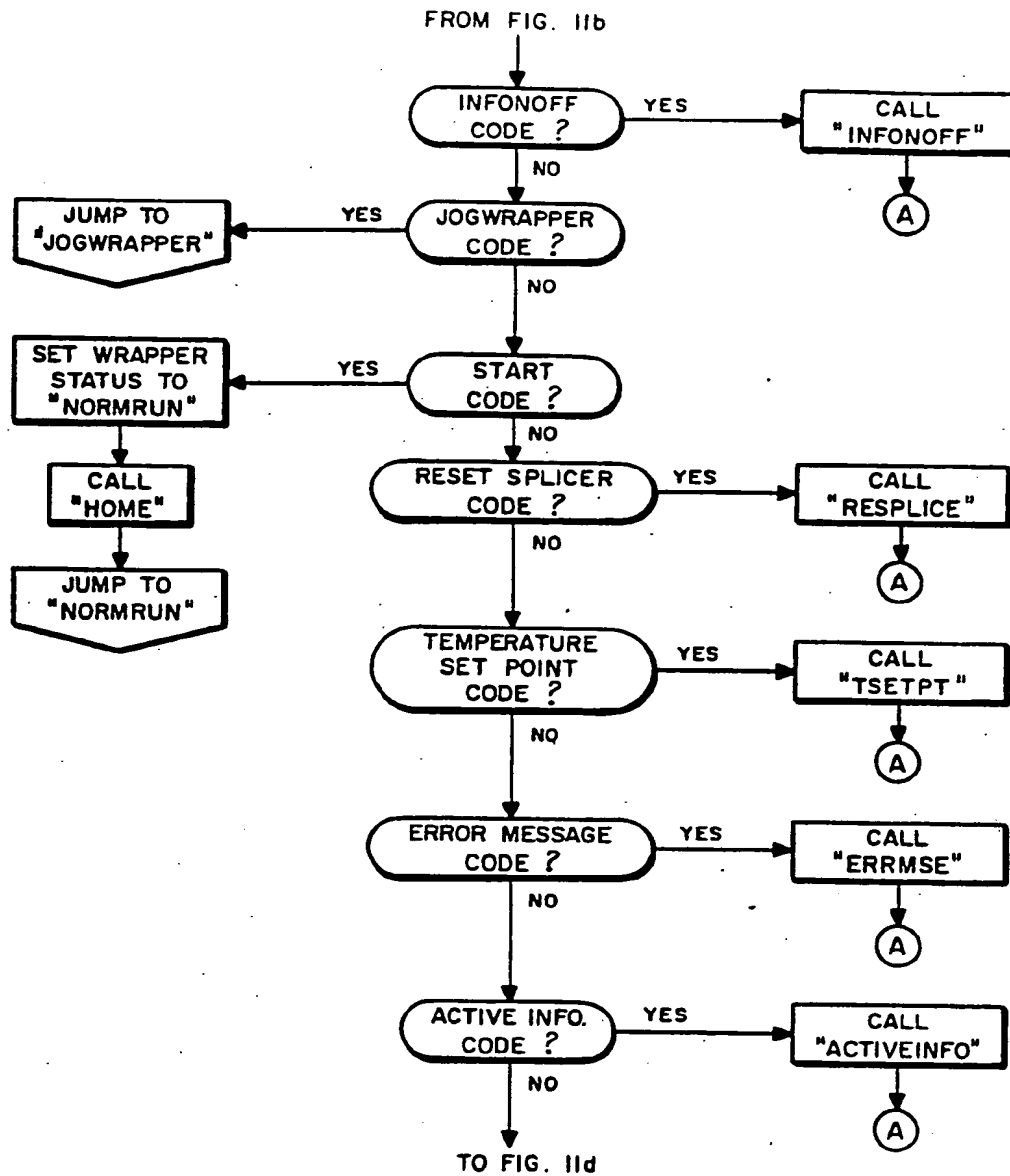 FROM FIG. 11b
INFONOFF
CODE ?
YES
CALL
"INFONOFF"
NO
A
JOGWRAPPER
CODE ?
YES
JUMP TO
"JOGWRAPPER"
NO
START
CODE ?
YES
SET WRAPPER
STATUS TO
"NORMRUN"
CALL
"HOME"
JUMP TO
"NORMRUN"
NO
RESET SPLICER
CODE ?
YES
CALL
"RESPLICE"
NO
A
TEMPERATURE
SET POINT
CODE ?
YES
CALL
"TSETPT"
NO
A
ERROR MESSAGE
CODE ?
YES
CALL
"ERRMSE"
NO
A
ACTIVE INFO.
CODE ?
YES
CALL
"ACTIVEINFO"
NO
A
TO FIG. 11d